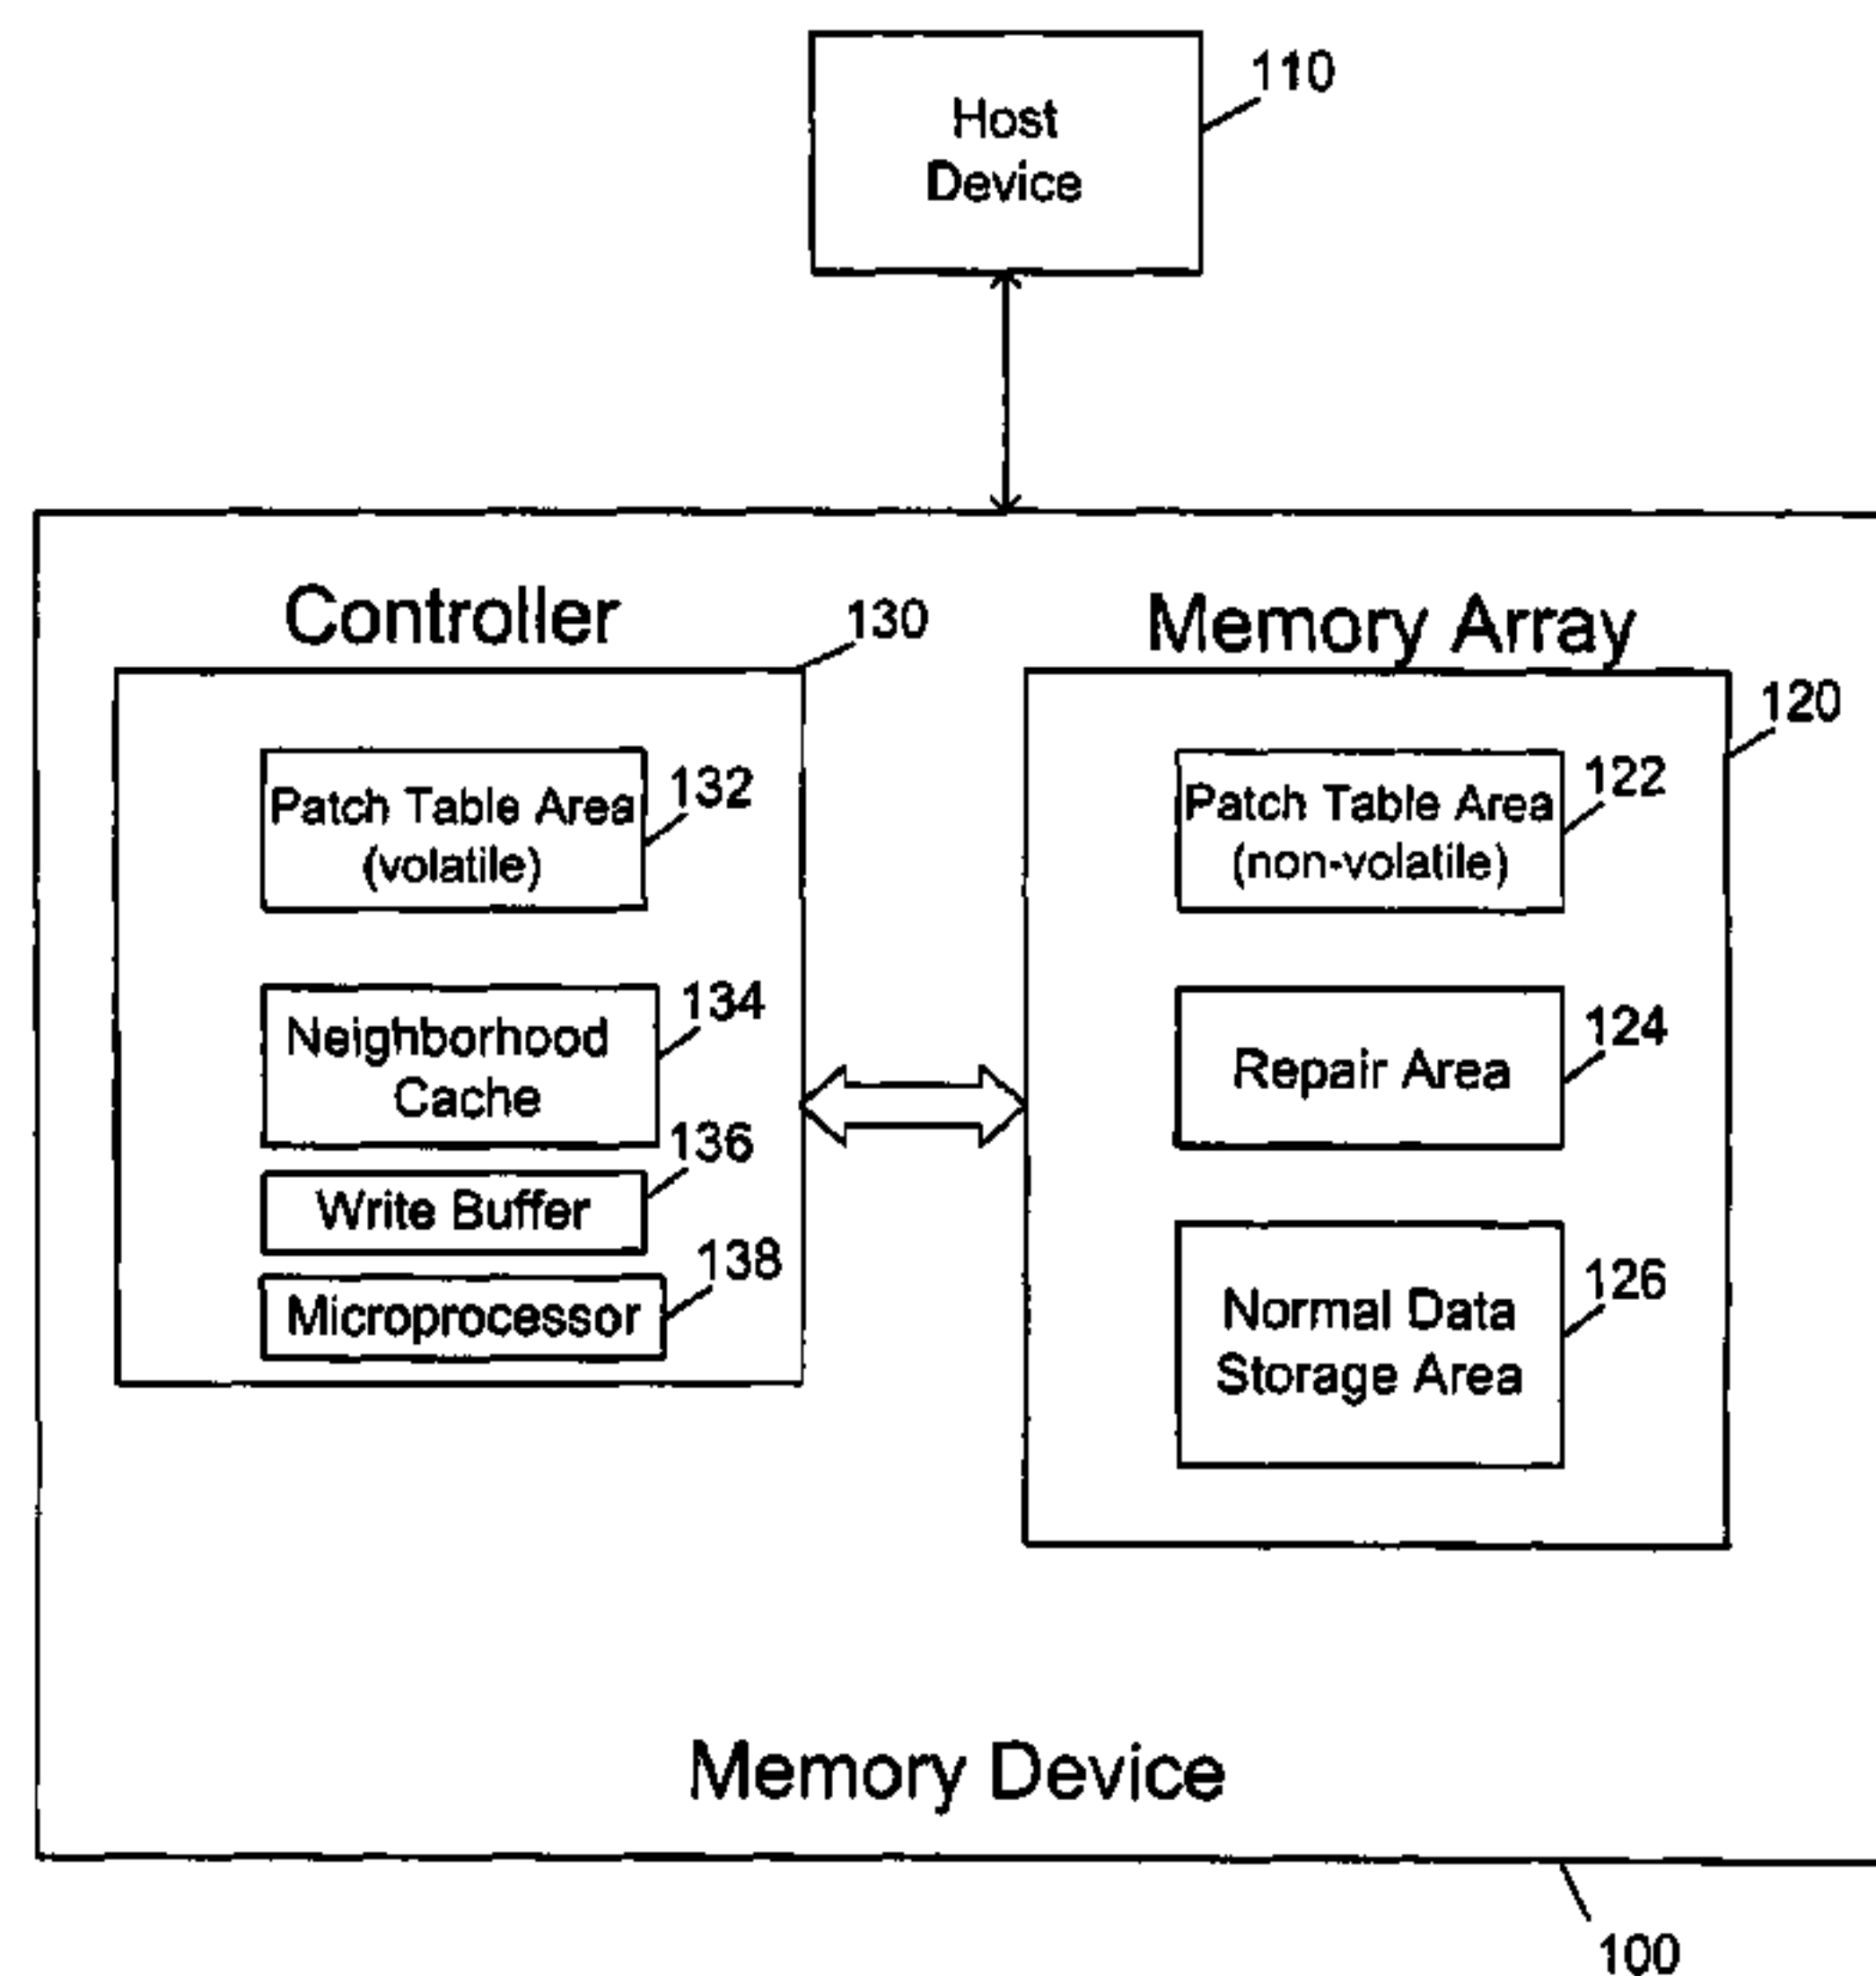 110
Host
Device
Controller
130
Memory Array
120
Patch Table Area
(volatile)
132
Patch Table Area
(non-volatile)
122
Neighborhood
Cache
134
Repair Area
124
Write Buffer
136
Microprocessor
138
Normal Data
Storage Area
126
Memory Device
100